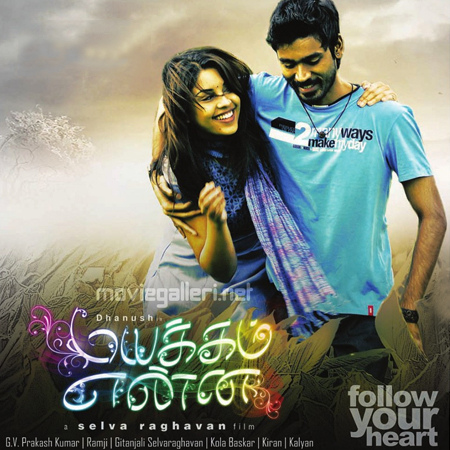 2 many ways
make my day
moviegalleri.net
Dhanush in
மயக்கம்
என்ன
a selva raghavan film
follow
your
heart
G.V. Prakash Kumar | Ramji | Gitanjali Selvaraghavan | Kola Baskar | Kiran | Kalyan